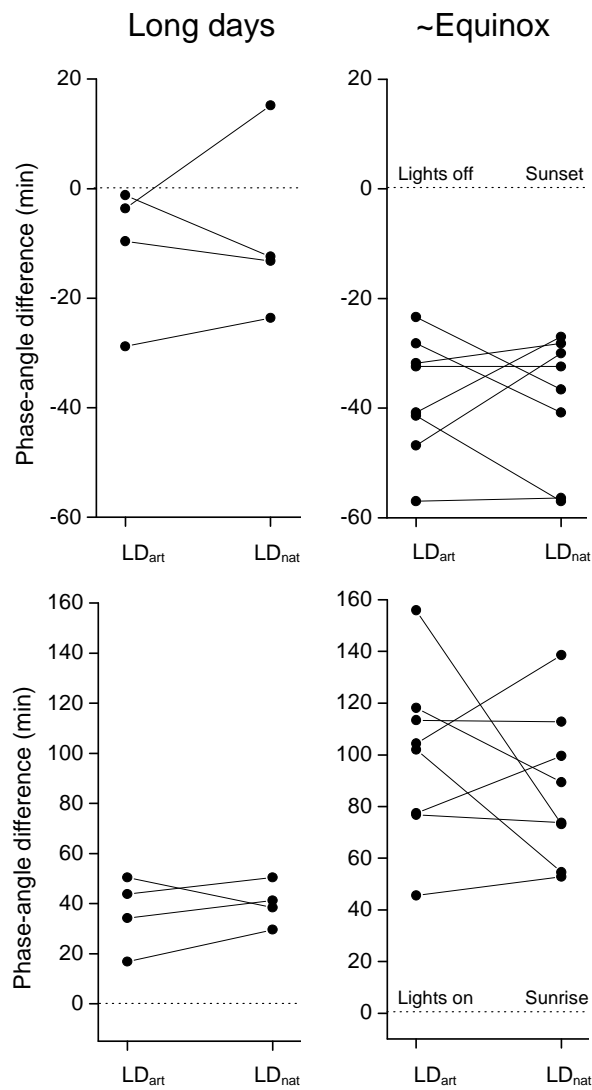 Long days
~Equinox
Phase-angle difference (min)
20
0
-20
-40
-60
LDart
LDnat
20
0
-20
-40
-60
Lights off
Sunset
LDart
LDnat
Phase-angle difference (min)
160
140
120
100
80
60
40
20
0
LDart
LDnat
160
140
120
100
80
60
40
20
0
Lights on
Sunrise
LDart
LDnat